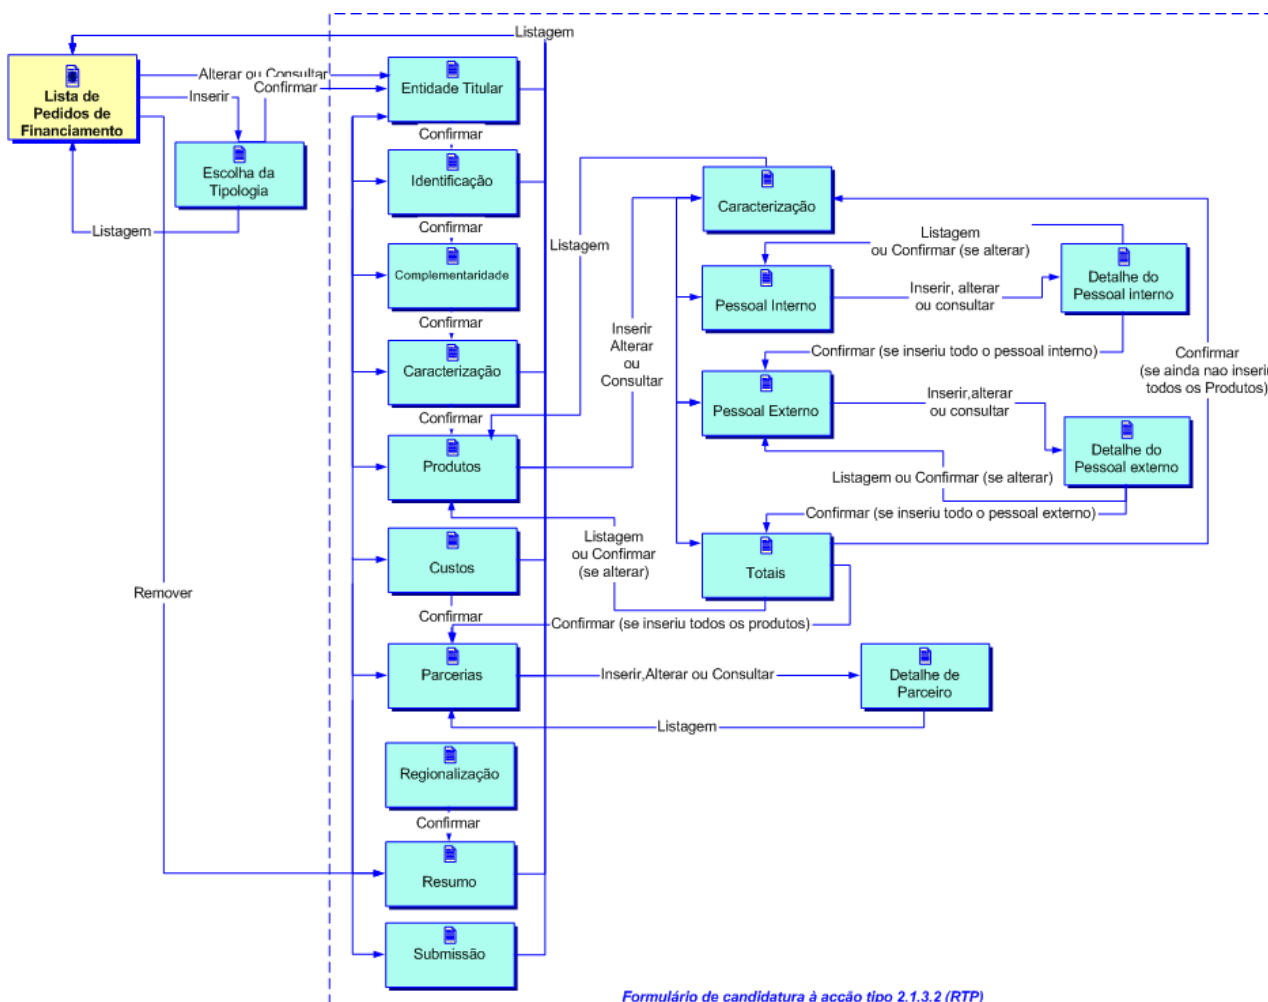 Listagem
Lista de
Pedidos de
Financiamento
Alterar ou Consultar
Inserir
Confirmar
Entidade Titular
Confirmar
Escolha da
Tipologia
Listagem
Identificação
Confirmar
Complementaridade
Confirmar
Caracterização
Confirmar
Produtos
Custos
Confirmar
Parcerias
Regionalização
Confirmar
Resumo
Submissão
Remover
Listagem
Inserir
Alterar
ou
Consultar
Caracterização
Listagem
ou Confirmar (se alterar)
Pessoal Interno
Inserir, alterar
ou consultar
Detalhe do
Pessoal interno
Confirmar (se inseriu todo o pessoal interno)
Confirmar
(se ainda nao inserir
todos os Produtos)
Pessoal Externo
Inserir,alterar
ou consultar
Detalhe do
Pessoal externo
Listagem ou Confirmar (se alterar)
Confirmar (se inseriu todo o pessoal externo)
Listagem
ou Confirmar
(se alterar)
Totais
Confirmar (se inseriu todos os produtos)
Inserir,Alterar ou Consultar
Detalhe de
Parceiro
Listagem
Formulário de candidatura à acção tipo 2.1.3.2 (RTP)